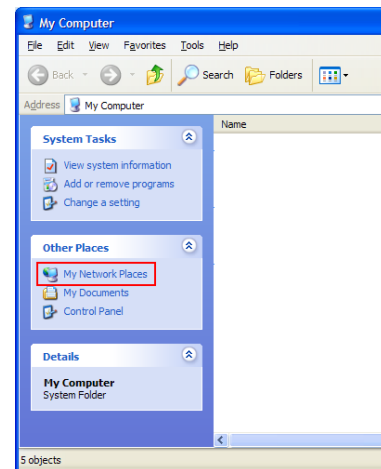 My Computer
File Edit View Favorites Tools Help
Back Search Folders
Address My Computer
Name
System Tasks
View system information
Add or remove programs
Change a setting
Other Places
My Network Places
My Documents
Control Panel
Details
My Computer
System Folder
5 objects